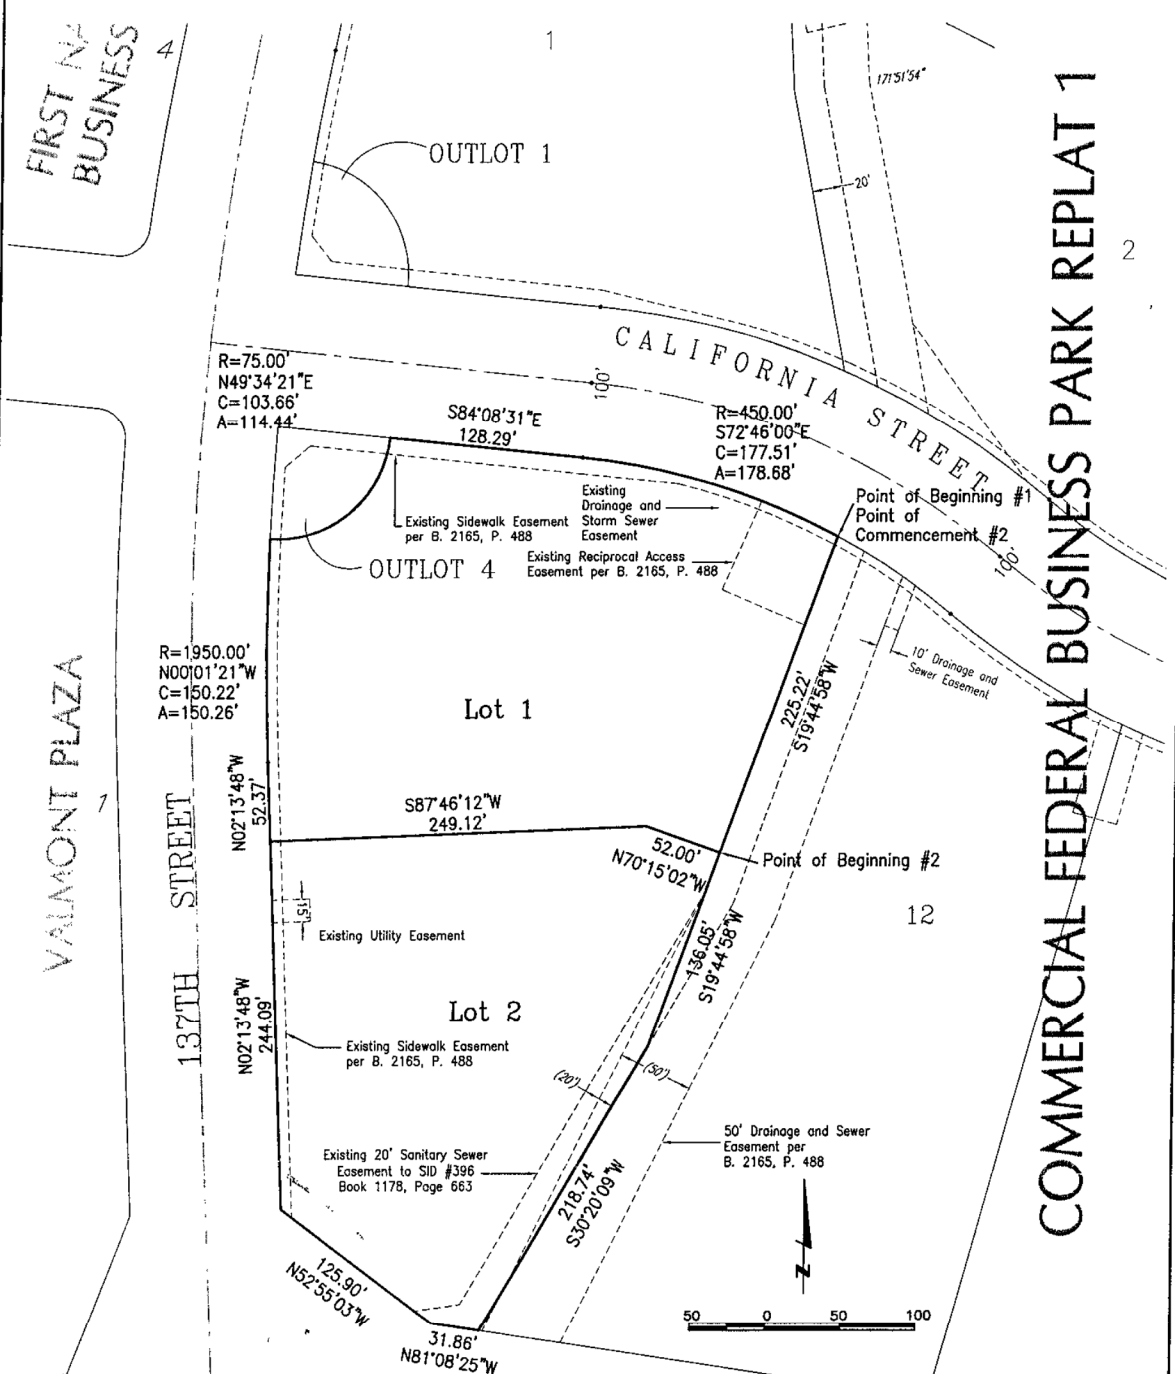 FIRST NA
BUSINESS
4
1
OUTLOT 1
171°51'54"
20'
2
COMMERCIAL FEDERAL BUSINESS PARK REPLAT 1
CALIFORNIA STREET
100'
100'
R=75.00'
N49°34'21"E
C=103.66'
A=114.44'
S84°08'31"E
128.29'
R=450.00'
S72°46'00"E
C=177.51'
A=178.68'
Point of Beginning #1
Point of
Commencement #2
Existing
Drainage and
Storm Sewer
Easement
Existing Sidewalk Easement
per B. 2165, P. 488
Existing Reciprocal Access
Easement per B. 2165, P. 488
OUTLOT 4
10' Drainage and
Sewer Easement
R=1950.00'
N00°01'21"W
C=150.22'
A=150.26'
Lot 1
225.22'
S19°44'58"W
VALMONT PLAZA
1
137TH STREET
N02°13'48"W
52.37'
S87°46'12"W
249.12'
52.00'
N70°15'02"W
Point of Beginning #2
12
15'
Existing Utility Easement
136.05'
S19°44'58"W
N02°13'48"W
244.09'
Lot 2
Existing Sidewalk Easement
per B. 2165, P. 488
(20')
(50')
50' Drainage and Sewer
Easement per
B. 2165, P. 488
Existing 20' Sanitary Sewer
Easement to SID #396
Book 1178, Page 663
218.74'
S30°20'09"W
125.90'
N52°55'03"W
31.86'
N81°08'25"W
N
50 0 50 100